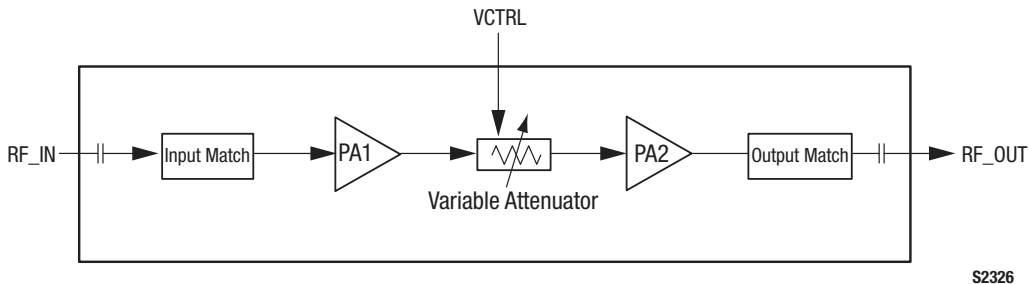 VCTRL
RF_IN
Input Match
PA1
Variable Attenuator
PA2
Output Match
RF_OUT
S2326